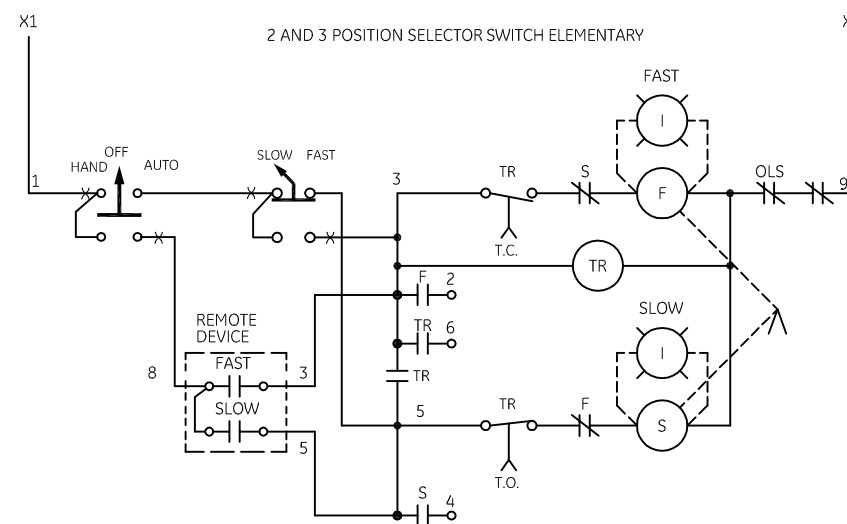 X1
2 AND 3 POSITION SELECTOR SWITCH ELEMENTARY
FAST
I
OFF
HAND
AUTO
SLOW FAST
1
3
TR
S
F
OLS
9
T.C.
TR
F
2
TR
6
SLOW
I
REMOTE
DEVICE
FAST
8
3
TR
SLOW
5
TR
F
S
5
T.O.
S
4